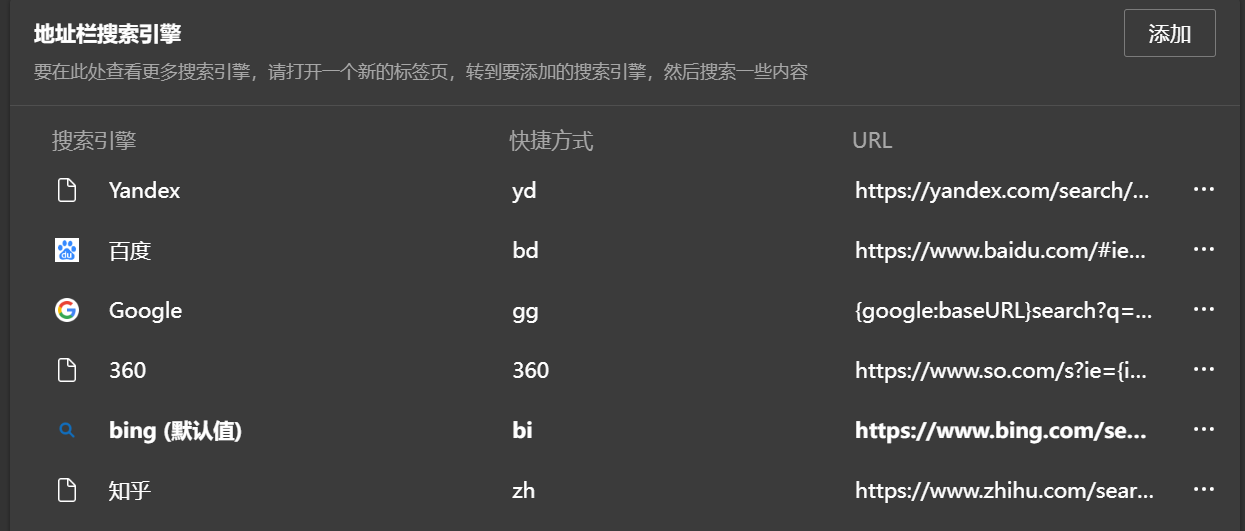 地址栏搜索引擎
添加
要在此处查看更多搜索引擎，请打开一个新的标签页，转到要添加的搜索引擎，然后搜索一些内容
搜索引擎 快捷方式 URL
Yandex yd https://yandex.com/search/...
百度 bd https://www.baidu.com/#ie...
Google gg {google:baseURL}search?q=...
360 360 https://www.so.com/s?ie={i...
bing (默认值) bi https://www.bing.com/se...
知乎 zh https://www.zhihu.com/sear...